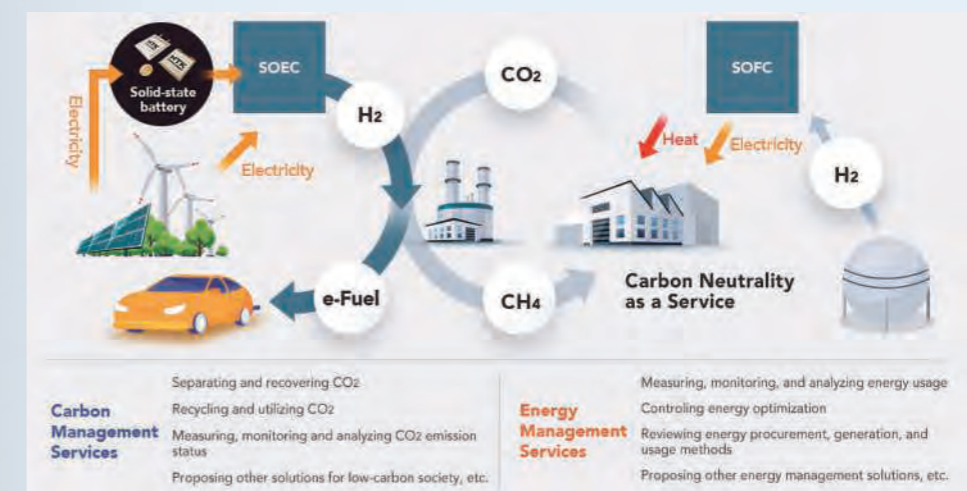 Solid-state
battery
SOEC
Electricity
Electricity
H2
CO2
SOFC
Heat
Electricity
H2
e-Fuel
CH4
Carbon Neutrality
as a Service
Carbon
Management
Services
Separating and recovering CO2
Recycling and utilizing CO2
Measuring, monitoring and analyzing CO2 emission
status
Proposing other solutions for low-carbon society, etc.
Energy
Management
Services
Measuring, monitoring, and analyzing energy usage
Controling energy optimization
Reviewing energy procurement, generation, and
usage methods
Proposing other energy management solutions, etc.